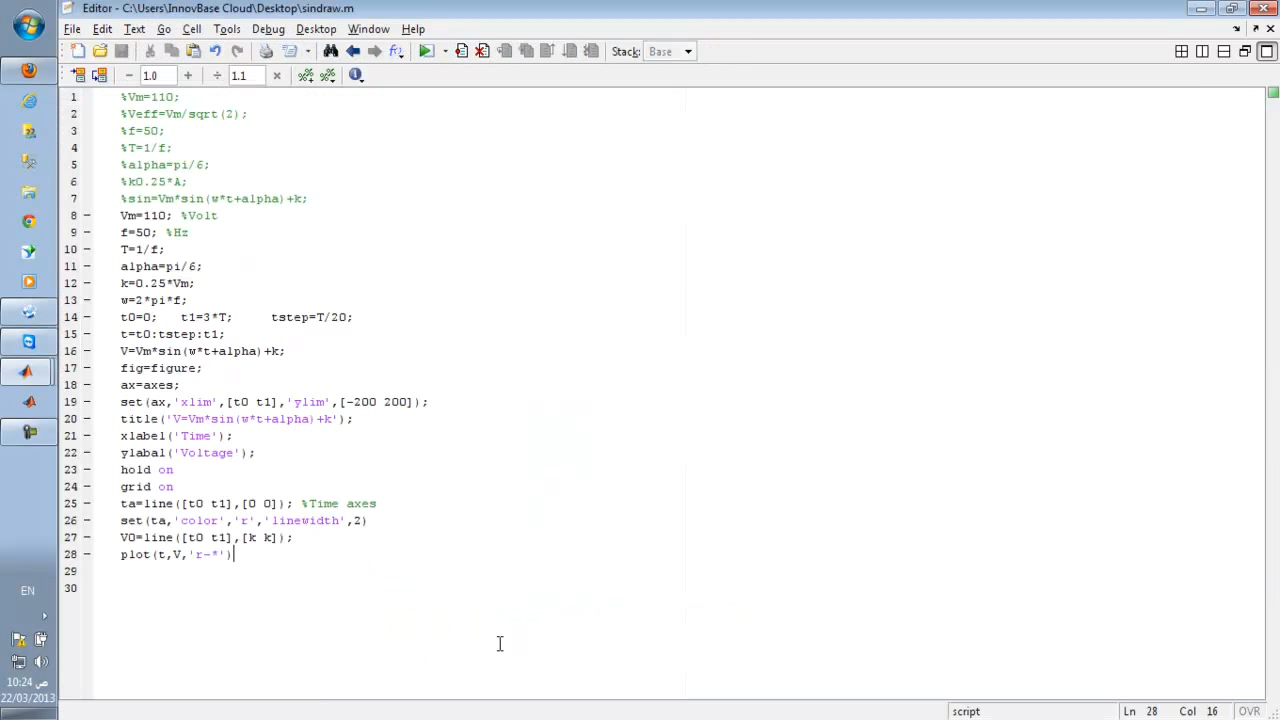 Editor - C:\Users\InnovBase Cloud\Desktop\sindraw.m
File Edit Text Go Cell Tools Debug Desktop Window Help
Stack: Base
1.0 1.1
1 %Vm=110;
2 %Veff=Vm/sqrt(2);
3 %f=50;
4 %T=1/f;
5 %alpha=pi/6;
6 %k0.25*A;
7 %sin=Vm*sin(w*t+alpha)+k;
8 - Vm=110; %Volt
9 - f=50; %Hz
10 - T=1/f;
11 - alpha=pi/6;
12 - k=0.25*Vm;
13 - w=2*pi*f;
14 - t0=0; t1=3*T; tstep=T/20;
15 - t=t0:tstep:t1;
16 - V=Vm*sin(w*t+alpha)+k;
17 - fig=figure;
18 - ax=axes;
19 - set(ax,'xlim',[t0 t1],'ylim',[-200 200]);
20 - title('V=Vm*sin(w*t+alpha)+k');
21 - xlabel('Time');
22 - ylabal('Voltage');
23 - hold on
24 - grid on
25 - ta=line([t0 t1],[0 0]); %Time axes
26 - set(ta,'color','r','linewidth',2)
27 - V0=line([t0 t1],[k k]);
28 - plot(t,V,'r-*')
29
30
EN
10:24 ص
22/03/2013
script Ln 28 Col 16 OVR